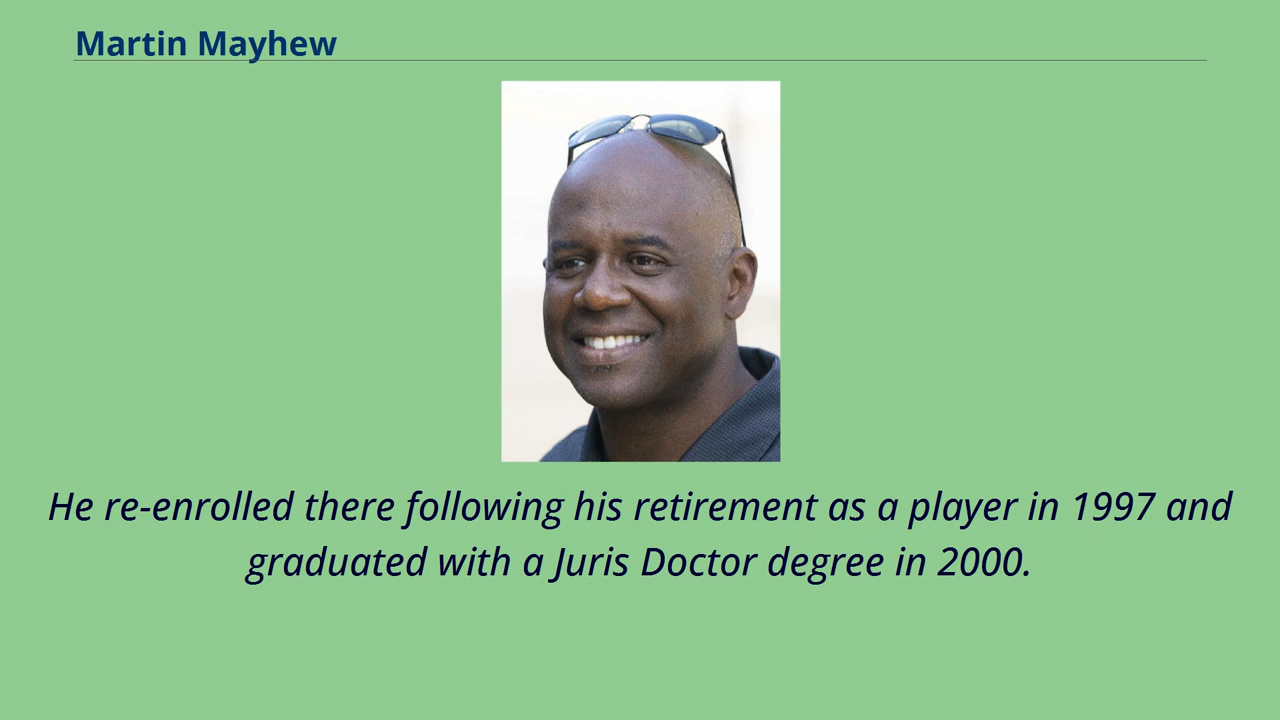 Martin Mayhew
He re-enrolled there following his retirement as a player in 1997 and
graduated with a Juris Doctor degree in 2000.